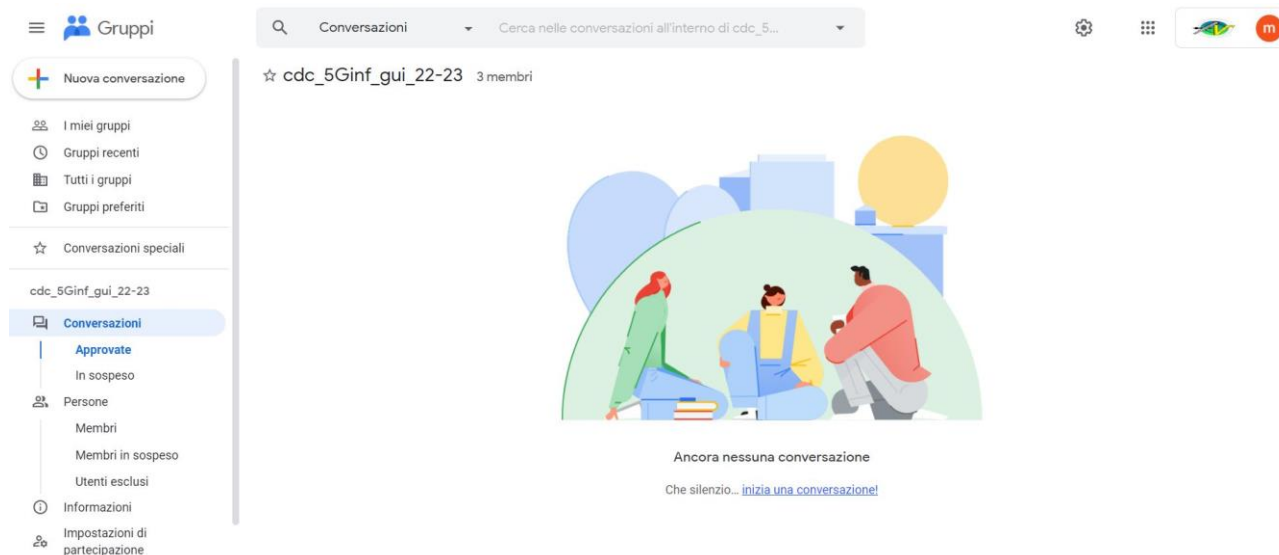 Gruppi
Conversazioni
Cerca nelle conversazioni all'interno di cdc_5...
m
Nuova conversazione
cdc_5Ginf_gui_22-23 3 membri
I miei gruppi
Gruppi recenti
Tutti i gruppi
Gruppi preferiti
Conversazioni speciali
cdc_5Ginf_gui_22-23
Conversazioni
Approvate
In sospeso
Persone
Membri
Membri in sospeso
Utenti esclusi
Informazioni
Impostazioni di
partecipazione
Ancora nessuna conversazione
Che silenzio... inizia una conversazione!